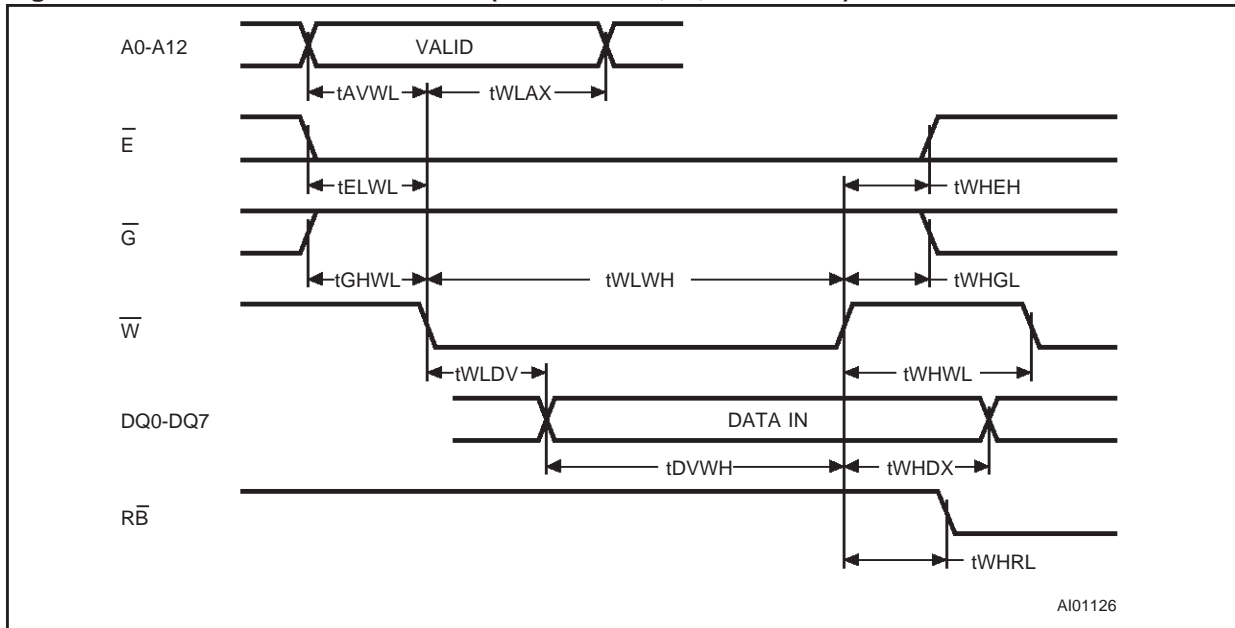 A0-A12
VALID
tAVWL
tWLAX
E̅
tELWL
tWHEH
G̅
tGHWL
tWLWH
tWHGL
W̅
tWLDV
tWHWL
DQ0-DQ7
DATA IN
tDVWH
tWHDX
RB̅
tWHRL
AI01126